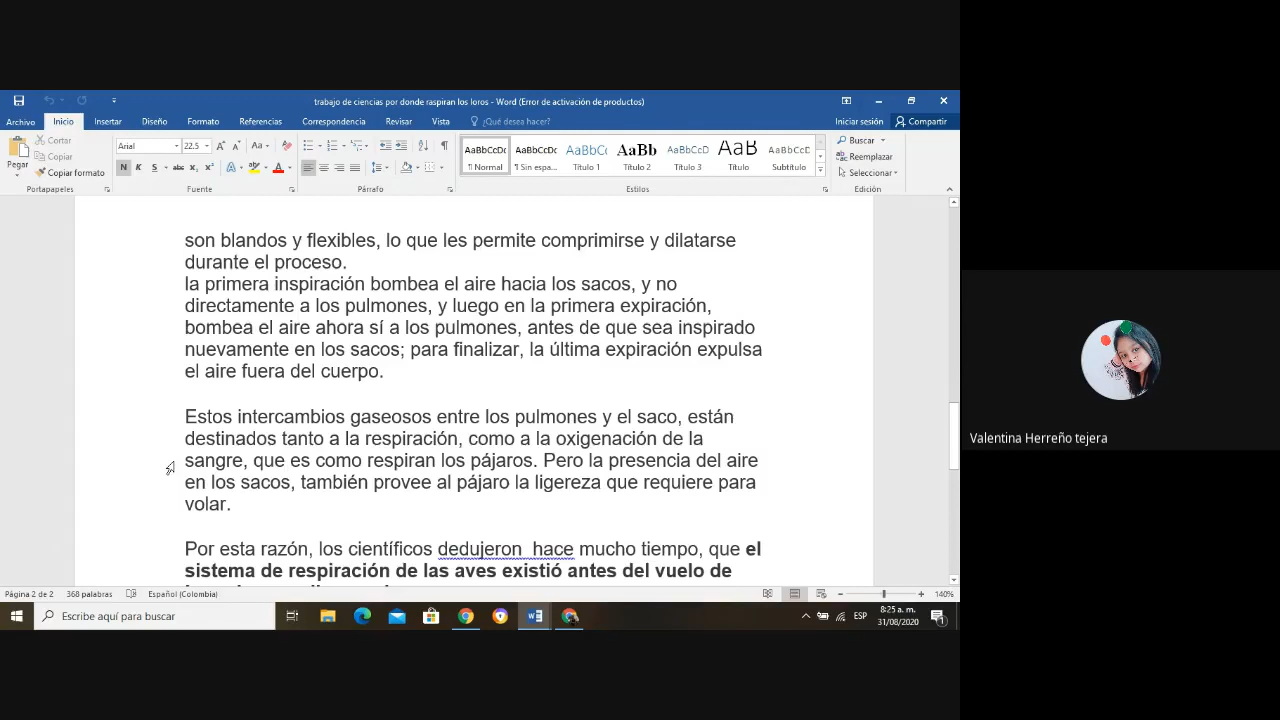 trabajo de ciencias por donde raspiran los loros - Word (Error de activación de productos)
Archivo Inicio Insertar Diseño Formato Referencias Correspondencia Revisar Vista ¿Qué desea hacer? Iniciar sesión Compartir
Pegar
Cortar
Copiar
Copiar formato
Portapapeles
Arial 22.5
N K S abc
Fuente
Párrafo
AaBbCcDc AaBbCcDc AaBbCc AaBb AaBbCcD AaB AaBbCcD
¶ Normal ¶ Sin espa... Título 1 Título 2 Título 3 Título Subtítulo
Estilos
Buscar
Reemplazar
Seleccionar
Edición
son blandos y flexibles, lo que les permite comprimirse y dilatarse
durante el proceso.
la primera inspiración bombea el aire hacia los sacos, y no
directamente a los pulmones, y luego en la primera expiración,
bombea el aire ahora sí a los pulmones, antes de que sea inspirado
nuevamente en los sacos; para finalizar, la última expiración expulsa
el aire fuera del cuerpo.
Estos intercambios gaseosos entre los pulmones y el saco, están
destinados tanto a la respiración, como a la oxigenación de la
sangre, que es como respiran los pájaros. Pero la presencia del aire
en los sacos, también provee al pájaro la ligereza que requiere para
volar.
Por esta razón, los científicos dedujeron hace mucho tiempo, que el
sistema de respiración de las aves existió antes del vuelo de
Valentina Herreño tejera
Página 2 de 2 368 palabras Español (Colombia) 140%
Escribe aquí para buscar
ESP
8:25 a. m.
31/08/2020